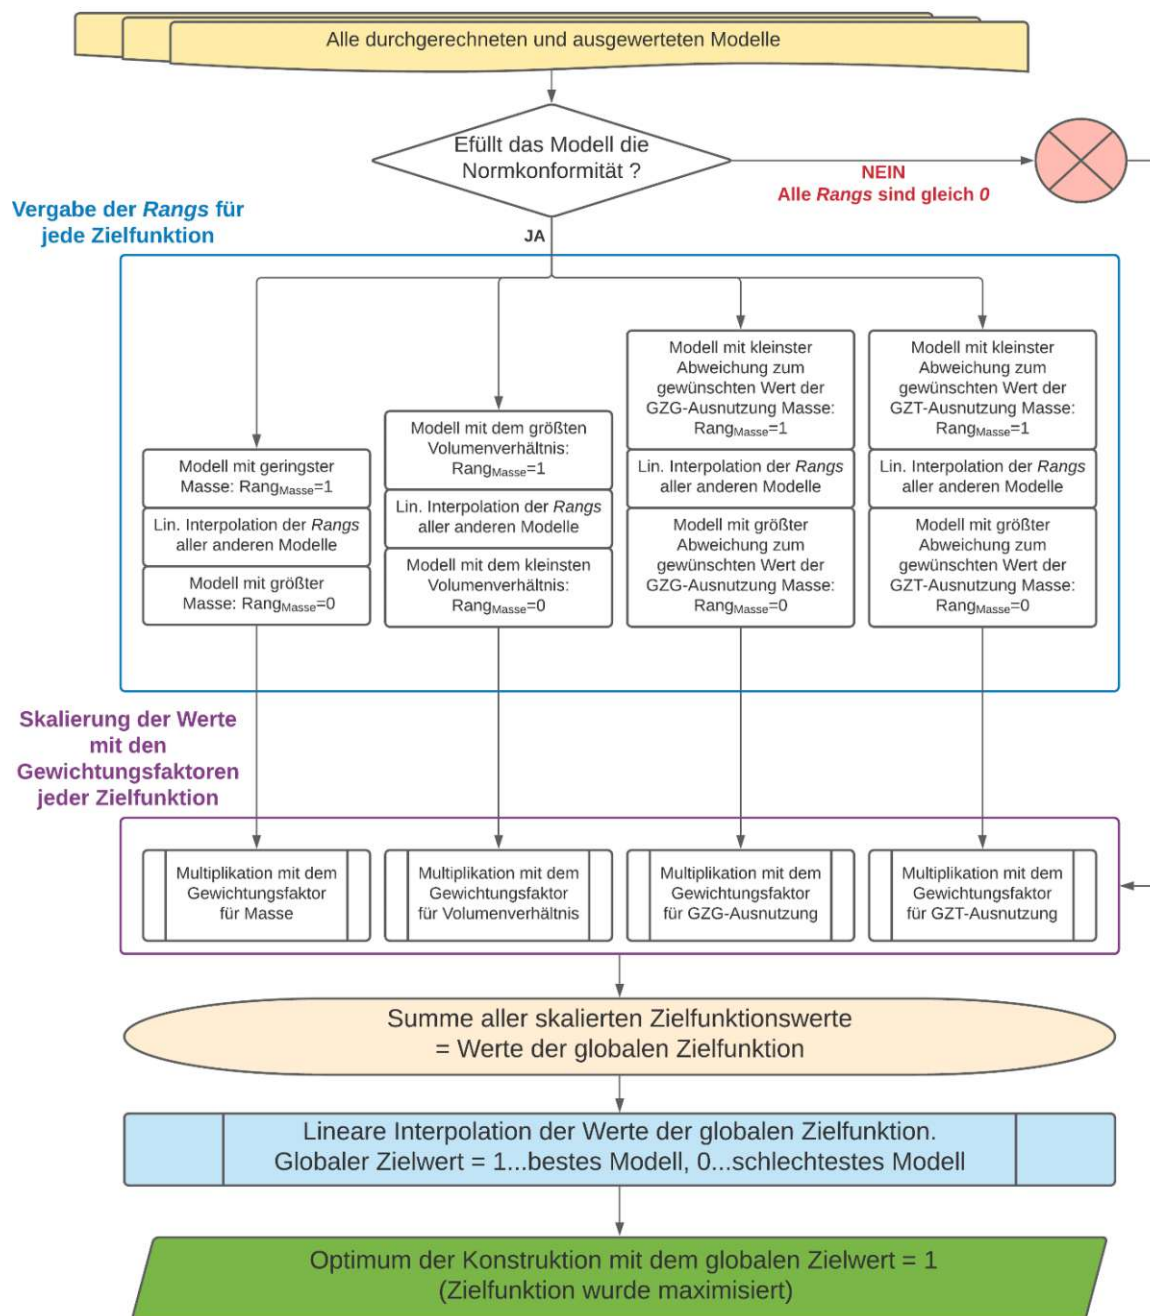 Alle durchgerechneten und ausgewerteten Modelle
Efüllt das Modell die
Normkonformität ?
NEIN
Alle Rangs sind gleich 0
Vergabe der Rangs für
jede Zielfunktion
JA
Modell mit geringster
Masse: RangMasse=1
Lin. Interpolation der Rangs
aller anderen Modelle
Modell mit größter
Masse: RangMasse=0
Modell mit dem größten
Volumenverhältnis:
RangMasse=1
Lin. Interpolation der Rangs
aller anderen Modelle
Modell mit dem kleinsten
Volumenverhältnis:
RangMasse=0
Modell mit kleinster
Abweichung zum
gewünschten Wert der
GZG-Ausnutzung Masse:
RangMasse=1
Lin. Interpolation der Rangs
aller anderen Modelle
Modell mit größter
Abweichung zum
gewünschten Wert der
GZG-Ausnutzung Masse:
RangMasse=0
Modell mit kleinster
Abweichung zum
gewünschten Wert der
GZT-Ausnutzung Masse:
RangMasse=1
Lin. Interpolation der Rangs
aller anderen Modelle
Modell mit größter
Abweichung zum
gewünschten Wert der
GZT-Ausnutzung Masse:
RangMasse=0
Skalierung der Werte
mit den
Gewichtungsfaktoren
jeder Zielfunktion
Multiplikation mit dem
Gewichtungsfaktor
für Masse
Multiplikation mit dem
Gewichtungsfaktor
für Volumenverhältnis
Multiplikation mit dem
Gewichtungsfaktor
für GZG-Ausnutzung
Multiplikation mit dem
Gewichtungsfaktor
für GZT-Ausnutzung
Summe aller skalierten Zielfunktionswerte
= Werte der globalen Zielfunktion
Lineare Interpolation der Werte der globalen Zielfunktion.
Globaler Zielwert = 1...bestes Modell, 0...schlechtestes Modell
Optimum der Konstruktion mit dem globalen Zielwert = 1
(Zielfunktion wurde maximisiert)